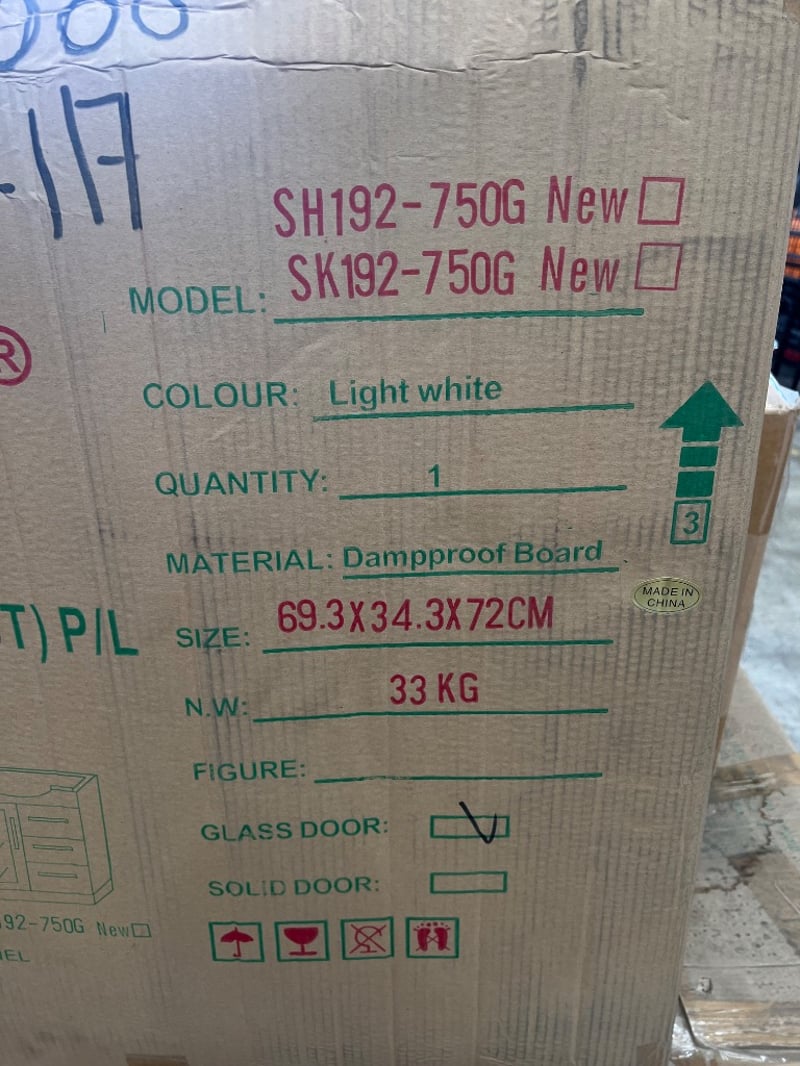 -117
SH192-750G New
SK192-750G New
MODEL:
®
COLOUR: Light white
QUANTITY: 1
3
MATERIAL: Dampproof Board
MADE IN
CHINA
T) P/L
SIZE: 69.3X34.3X72CM
N.W: 33 KG
FIGURE:
GLASS DOOR:
SOLID DOOR:
92-750G New